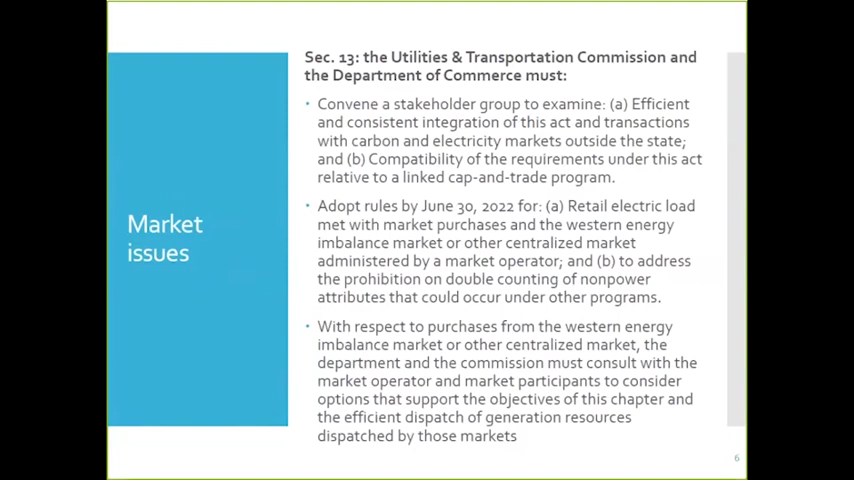 Market
issues
Sec. 13: the Utilities & Transportation Commission and
the Department of Commerce must:
• Convene a stakeholder group to examine: (a) Efficient
and consistent integration of this act and transactions
with carbon and electricity markets outside the state;
and (b) Compatibility of the requirements under this act
relative to a linked cap-and-trade program.
• Adopt rules by June 30, 2022 for: (a) Retail electric load
met with market purchases and the western energy
imbalance market or other centralized market
administered by a market operator; and (b) to address
the prohibition on double counting of nonpower
attributes that could occur under other programs.
• With respect to purchases from the western energy
imbalance market or other centralized market, the
department and the commission must consult with the
market operator and market participants to consider
options that support the objectives of this chapter and
the efficient dispatch of generation resources
dispatched by those markets
6